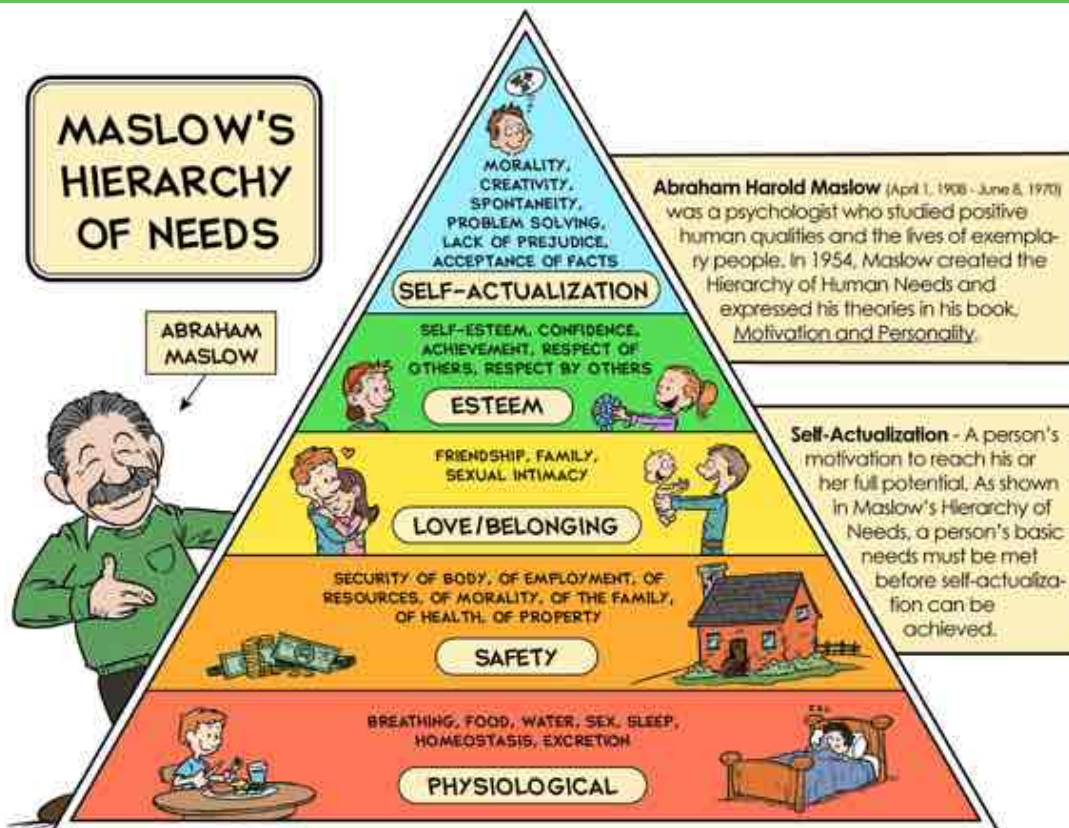 MASLOW'S
HIERARCHY
OF NEEDS
ABRAHAM
MASLOW
MORALITY,
CREATIVITY,
SPONTANEITY,
PROBLEM SOLVING,
LACK OF PREJUDICE,
ACCEPTANCE OF FACTS
SELF-ACTUALIZATION
SELF-ESTEEM, CONFIDENCE,
ACHIEVEMENT, RESPECT OF
OTHERS, RESPECT BY OTHERS
ESTEEM
FRIENDSHIP, FAMILY,
SEXUAL INTIMACY
LOVE/BELONGING
SECURITY OF BODY, OF EMPLOYMENT, OF
RESOURCES, OF MORALITY, OF THE FAMILY,
OF HEALTH, OF PROPERTY
SAFETY
BREATHING, FOOD, WATER, SEX, SLEEP,
HOMEOSTASIS, EXCRETION
PHYSIOLOGICAL
Abraham Harold Maslow (April 1, 1908 - June 8, 1970)
was a psychologist who studied positive
human qualities and the lives of exempla-
ry people. In 1954, Maslow created the
Hierarchy of Human Needs and
expressed his theories in his book,
Motivation and Personality.
Self-Actualization - A person's
motivation to reach his or
her full potential. As shown
in Maslow's Hierarchy of
Needs, a person's basic
needs must be met
before self-actualiza-
tion can be
achieved.